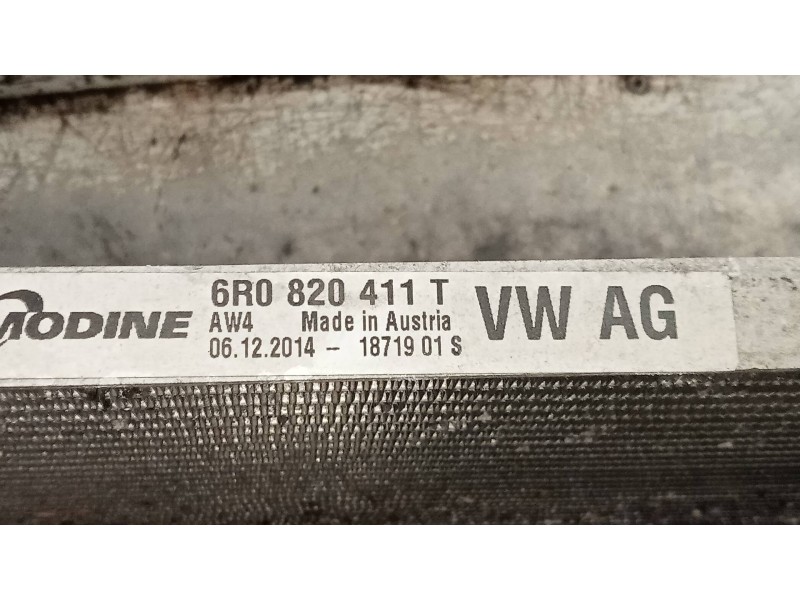 MODINE
6R0 820 411 T
AW4 Made in Austria
06.12.2014 – 18719 01 S
VW AG